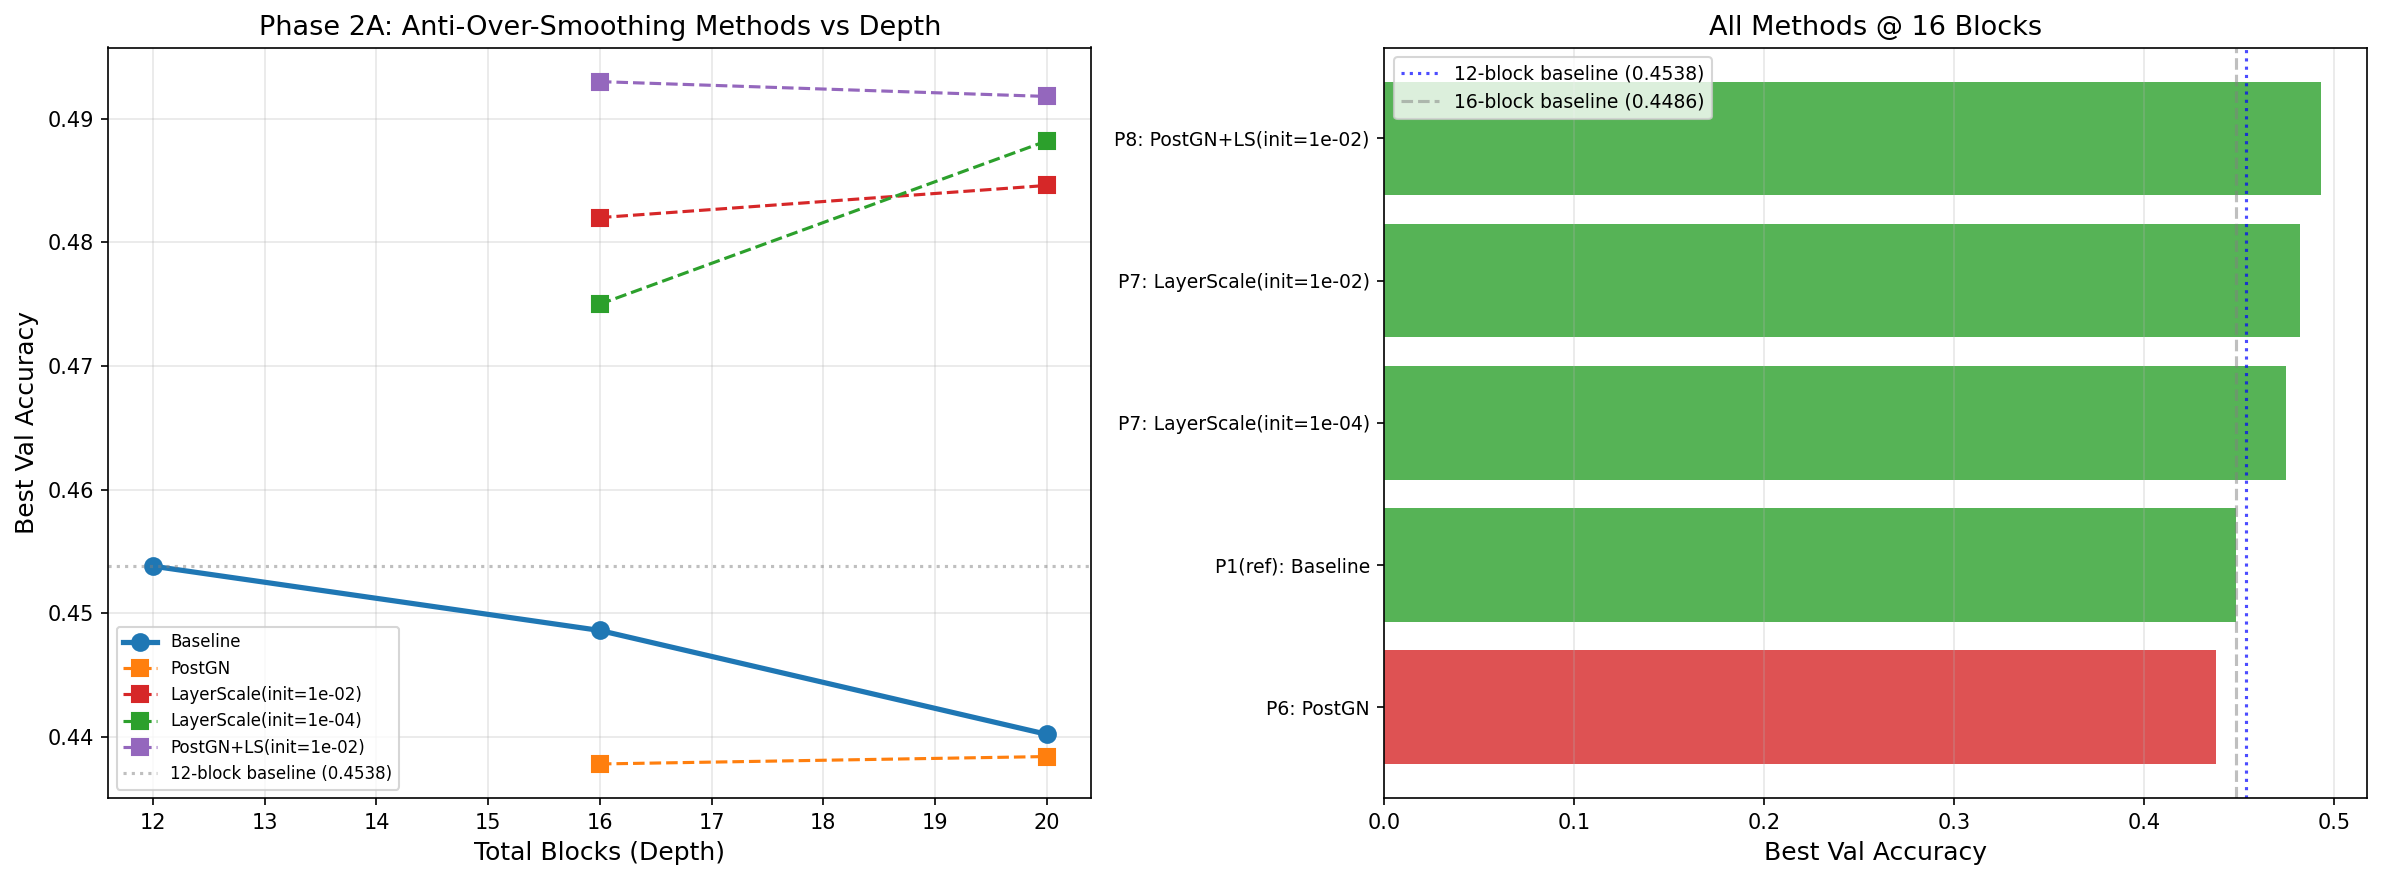 Phase 2A: Anti-Over-Smoothing Methods vs Depth
Best Val Accuracy
0.49
0.48
0.47
0.46
0.45
0.44
Baseline
PostGN
LayerScale(init=1e-02)
LayerScale(init=1e-04)
PostGN+LS(init=1e-02)
12-block baseline (0.4538)
12 13 14 15 16 17 18 19 20
Total Blocks (Depth)
All Methods @ 16 Blocks
12-block baseline (0.4538)
16-block baseline (0.4486)
P8: PostGN+LS(init=1e-02)
P7: LayerScale(init=1e-02)
P7: LayerScale(init=1e-04)
P1(ref): Baseline
P6: PostGN
0.0 0.1 0.2 0.3 0.4 0.5
Best Val Accuracy